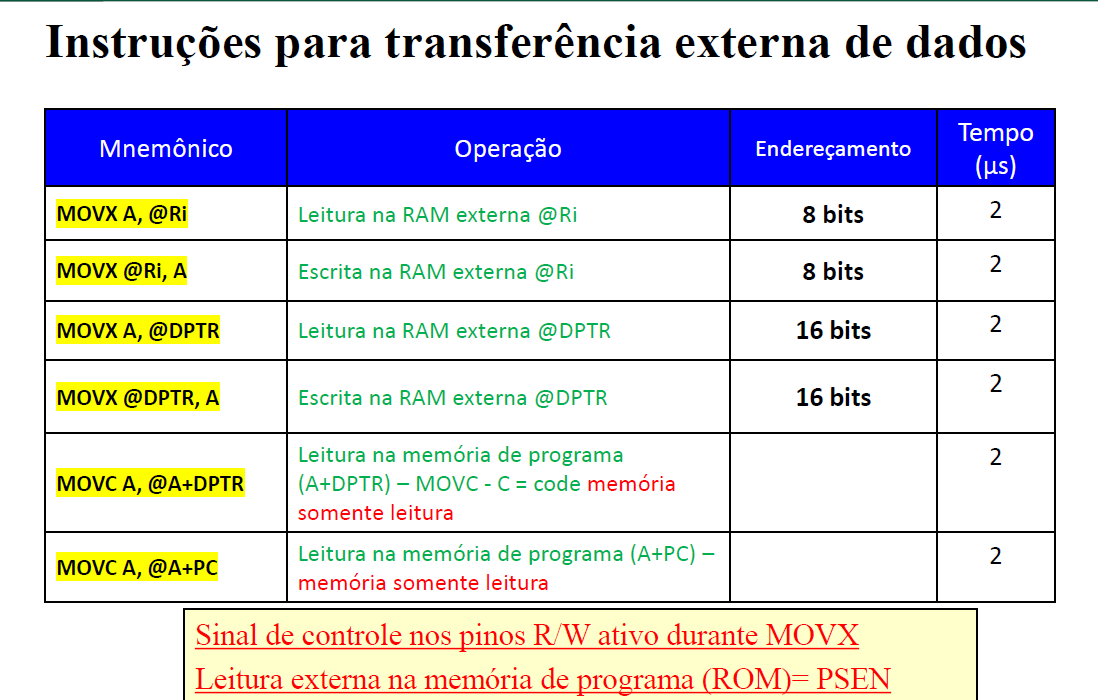 Instruções para transferência externa de dados
Mnemônico
Operação
Endereçamento
Tempo
(μs)
MOVX A, @Ri
Leitura na RAM externa @Ri
8 bits
2
MOVX @Ri, A
Escrita na RAM externa @Ri
8 bits
2
MOVX A, @DPTR
Leitura na RAM externa @DPTR
16 bits
2
MOVX @DPTR, A
Escrita na RAM externa @DPTR
16 bits
2
MOVC A, @A+DPTR
Leitura na memória de programa
(A+DPTR) – MOVC - C = code memória
somente leitura
2
MOVC A, @A+PC
Leitura na memória de programa (A+PC) –
memória somente leitura
2
Sinal de controle nos pinos R/W ativo durante MOVX
Leitura externa na memória de programa (ROM)= PSEN